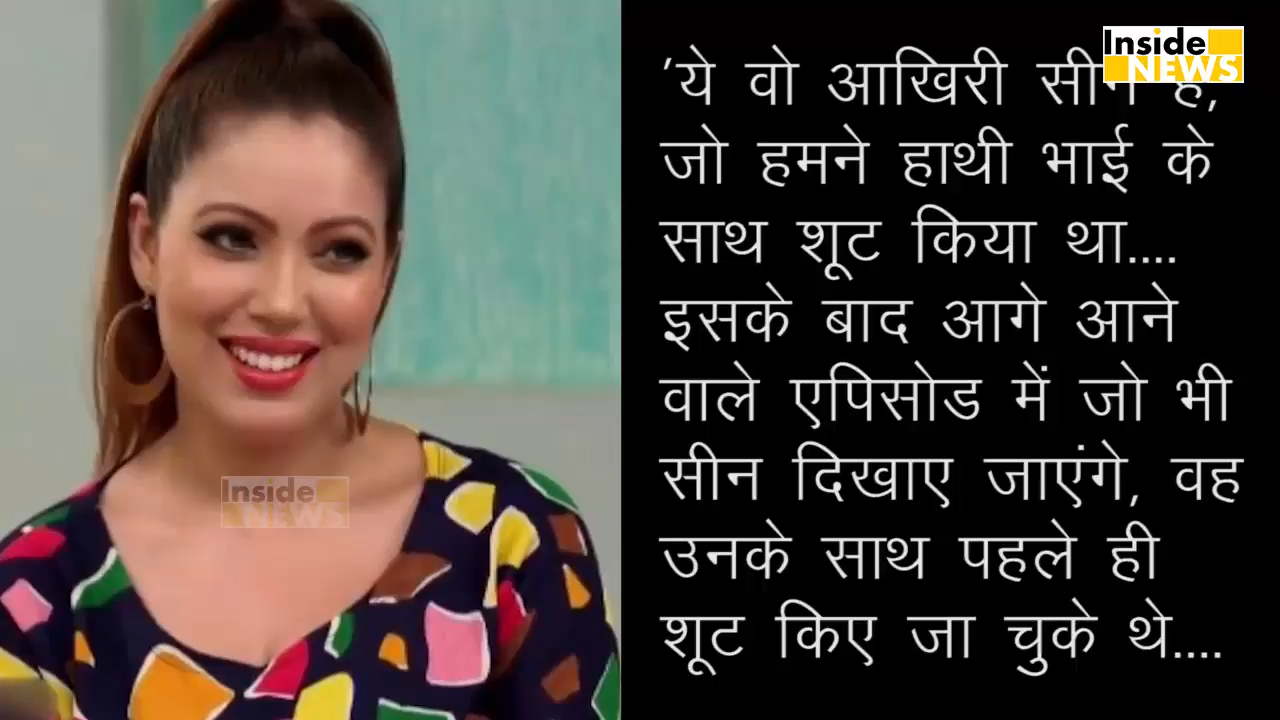 Inside
NEWS
'ये वो आखिरी सीन है,
जो हमने हाथी भाई के
साथ शूट किया था....
इसके बाद आगे आने
वाले एपिसोड में जो भी
सीन दिखाए जाएंगे, वह
उनके साथ पहले ही
शूट किए जा चुके थे....
Inside
NEWS